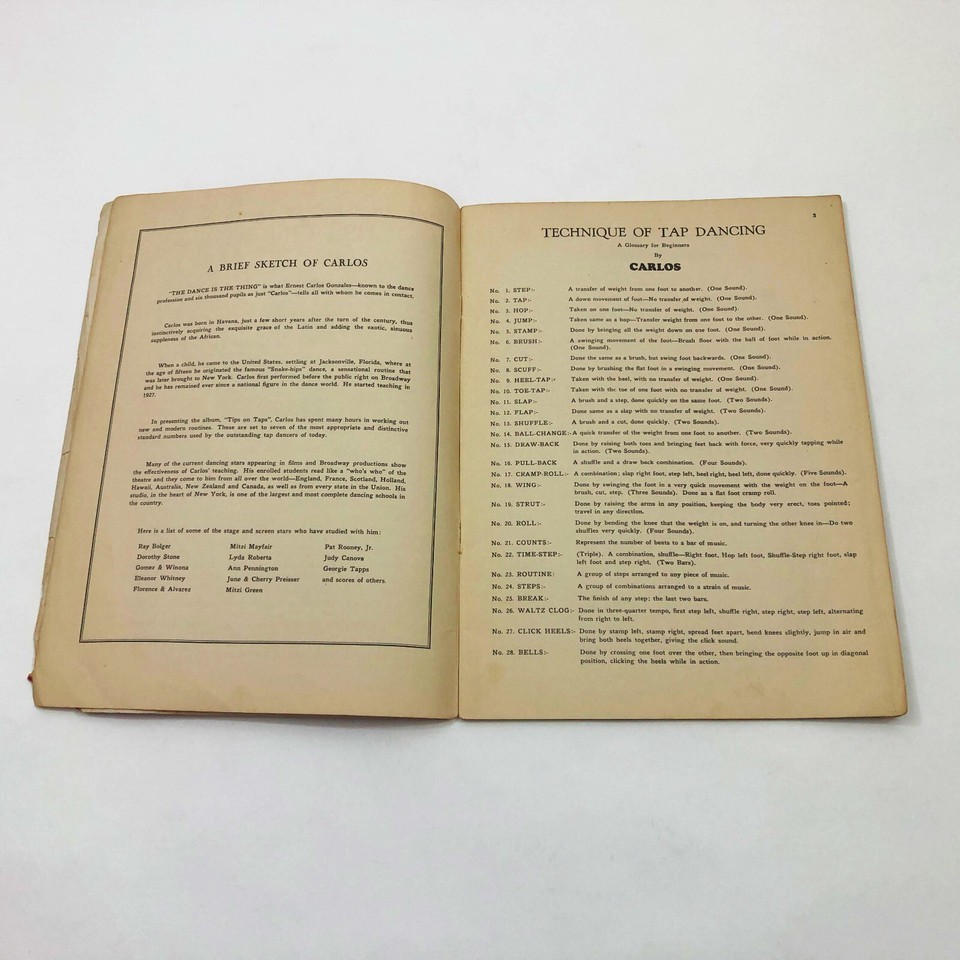 A BRIEF SKETCH OF CARLOS
"THE DANCE IS THE THING" is what Ernest Carlos Gonzales—known to the dance
profession and six thousand pupils as just "Carlos"—tells all with whom he comes in contact.
Carlos was born in Havana, just a few short years after the turn of the century, thus
instinctively acquiring the exquisite grace of the Latin and adding the exotic, sinuous
suppleness of the African.
When a child, he came to the United States, settling at Jacksonville, Florida, where at
the age of fifteen he originated the famous "Snake-hips" dance, a sensational routine that
was later brought to New York. Carlos first performed before the public right on Broadway
and he has remained ever since a national figure in the dance world. He started teaching in
1927.
In presenting the album, "Tips on Taps", Carlos has spent many hours in working out
new and modern routines. These are set to seven of the most appropriate and distinctive
standard numbers used by the outstanding tap dancers of today.
Many of the current dancing stars appearing in films and Broadway productions show
the effectiveness of Carlos' teaching. His enrolled students read like a "who's who" of the
theatre and they come to him from all over the world—England, France, Scotland, Holland,
Hawaii, Australia, New Zealand and Canada, as well as from every state in the Union. His
studio, in the heart of New York, is one of the largest and most complete dancing schools in
the country.
Here is a list of some of the stage and screen stars who have studied with him:
Ray Bolger Mitzi Mayfair Pat Rooney, Jr.
Dorothy Stone Lyda Roberta Judy Canova
Gomez & Winona Ann Pennington Georgie Tapps
Eleanor Whitney June & Cherry Preisser and scores of others.
Florence & Alvarez Mitzi Green
3
TECHNIQUE OF TAP DANCING
A Glossary for Beginners
By
CARLOS
No. 1. STEP:- A transfer of weight from one foot to another. (One Sound).
No. 2. TAP:- A down movement of foot—No transfer of weight. (One Sound).
No. 3. HOP:- Taken on one foot—No transfer of weight. (One Sound).
No. 4. JUMP:- Taken same as a hop—Transfer weight from one foot to the other. (One Sound).
No. 5. STAMP:- Done by bringing all the weight down on one foot. (One Sound).
No. 6. BRUSH:- A swinging movement of the foot—Brush floor with the ball of foot while in action.
(One Sound).
No. 7. CUT:- Done the same as a brush, but swing foot backwards. (One Sound).
No. 8. SCUFF:- Done by brushing the flat foot in a swinging movement. (One Sound).
No. 9. HEEL-TAP:- Taken with the heel, with no transfer of weight. (One Sound).
No. 10. TOE-TAP:- Taken with the toe of one foot with no transfer of weight. (One Sound).
No. 11. SLAP:- A brush and a step, done quickly on the same foot. (Two Sounds).
No. 12. FLAP:- Done same as a slap with no transfer of weight. (Two Sounds).
No. 13. SHUFFLE:- A brush and a cut, done quickly. (Two Sounds).
No. 14. BALL-CHANGE:- A quick transfer of the weight from one foot to another. (Two Sounds).
No. 15. DRAW-BACK Done by raising both toes and bringing feet back with force, very quickly tapping while
in action. (Two Sounds).
No. 16. PULL-BACK A shuffle and a draw back combination. (Four Sounds).
No. 17. CRAMP-ROLL:- A combination; slap right foot, step left, heel right, heel left, done quickly. (Five Sounds).
No. 18. WING:- Done by swinging the foot in a very quick movement with the weight on the foot—A
brush, cut, step. (Three Sounds). Done as a flat foot cramp roll.
No. 19. STRUT:- Done by raising the arms in any position, keeping the body very erect, toes pointed;
travel in any direction.
No. 20. ROLL:- Done by bending the knee that the weight is on, and turning the other knee in—Do two
shuffles very quickly. (Four Sounds).
No. 21. COUNTS:- Represent the number of beats to a bar of music.
No. 22. TIME-STEP:- (Triple). A combination, shuffle—Right foot, Hop left foot, Shuffle-Step right foot, slap
left foot and step right. (Two Bars).
No. 23. ROUTINE: A group of steps arranged to any piece of music.
No. 24. STEPS:- A group of combinations arranged to a strain of music.
No. 25. BREAK:- The finish of any step; the last two bars.
No. 26. WALTZ CLOG:- Done in three-quarter tempo, first step left, shuffle right, step right, step left, alternating
from right to left.
No. 27. CLICK HEELS:- Done by stamp left, stamp right, spread feet apart, bend knees slightly, jump in air and
bring both heels together, giving the click sound.
No. 28. BELLS:- Done by crossing one foot over the other, then bringing the opposite foot up in diagonal
position, clicking the heels while in action.